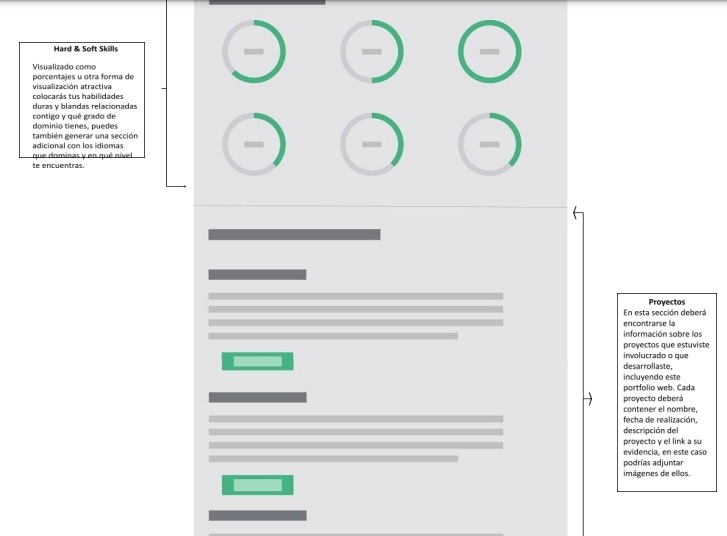 Hard & Soft Skills
Visualizado como
porcentajes u otra forma de
visualización atractiva
colocarás tus habilidades
duras y blandas relacionadas
contigo y qué grado de
dominio tienes, puedes
también generar una sección
adicional con los idiomas
que dominas y en qué nivel
te encuentras.
Proyectos
En esta sección deberá
encontrarse la
información sobre los
proyectos que estuviste
involucrado o que
desarrollaste,
incluyendo este
portfolio web. Cada
proyecto deberá
contener el nombre,
fecha de realización,
descripción del
proyecto y el link a su
evidencia, en este caso
podrías adjuntar
imágenes de ellos.